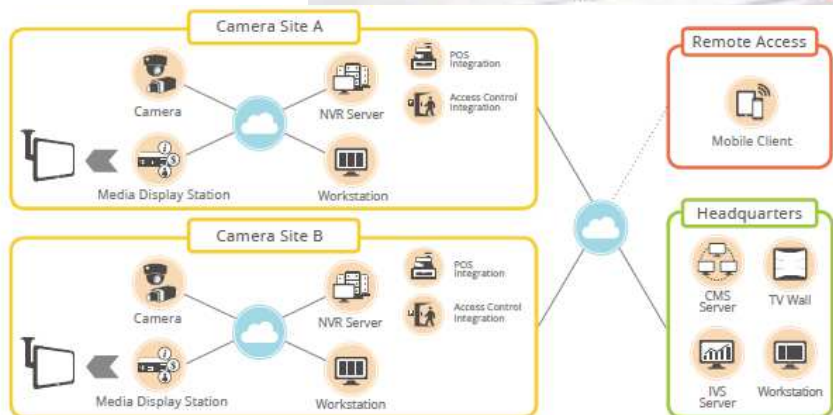 Camera Site A
Camera
NVR Server
POS
Integration
Access Control
Integration
Media Display Station
Workstation
Camera Site B
Camera
NVR Server
POS
Integration
Access Control
Integration
Media Display Station
Workstation
Remote Access
Mobile Client
Headquarters
CMS
Server
TV Wall
IVS
Server
Workstation